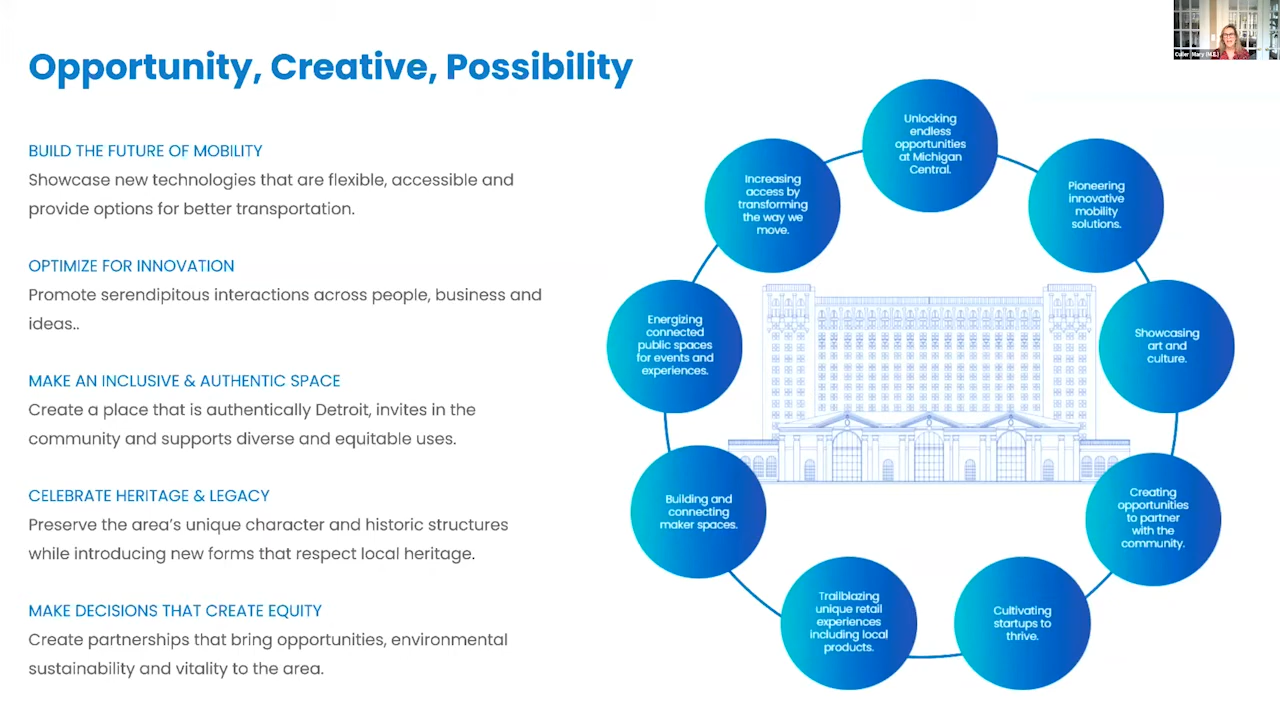 Opportunity, Creative, Possibility
BUILD THE FUTURE OF MOBILITY
Showcase new technologies that are flexible, accessible and
provide options for better transportation.
OPTIMIZE FOR INNOVATION
Promote serendipitous interactions across people, business and
ideas..
MAKE AN INCLUSIVE & AUTHENTIC SPACE
Create a place that is authentically Detroit, invites in the
community and supports diverse and equitable uses.
CELEBRATE HERITAGE & LEGACY
Preserve the area's unique character and historic structures
while introducing new forms that respect local heritage.
MAKE DECISIONS THAT CREATE EQUITY
Create partnerships that bring opportunities, environmental
sustainability and vitality to the area.
Unlocking
endless
opportunities
at Michigan
Central.
Pioneering
innovative
mobility
solutions.
Showcasing
art and
culture.
Creating
opportunities
to partner
with the
community.
Cultivating
startups to
thrive.
Trailblazing
unique retail
experiences
including local
products.
Building and
connecting
maker spaces.
Energizing
connected
public spaces
for events and
experiences.
Increasing
access by
transforming
the way we
move.
Mary (M.E.)